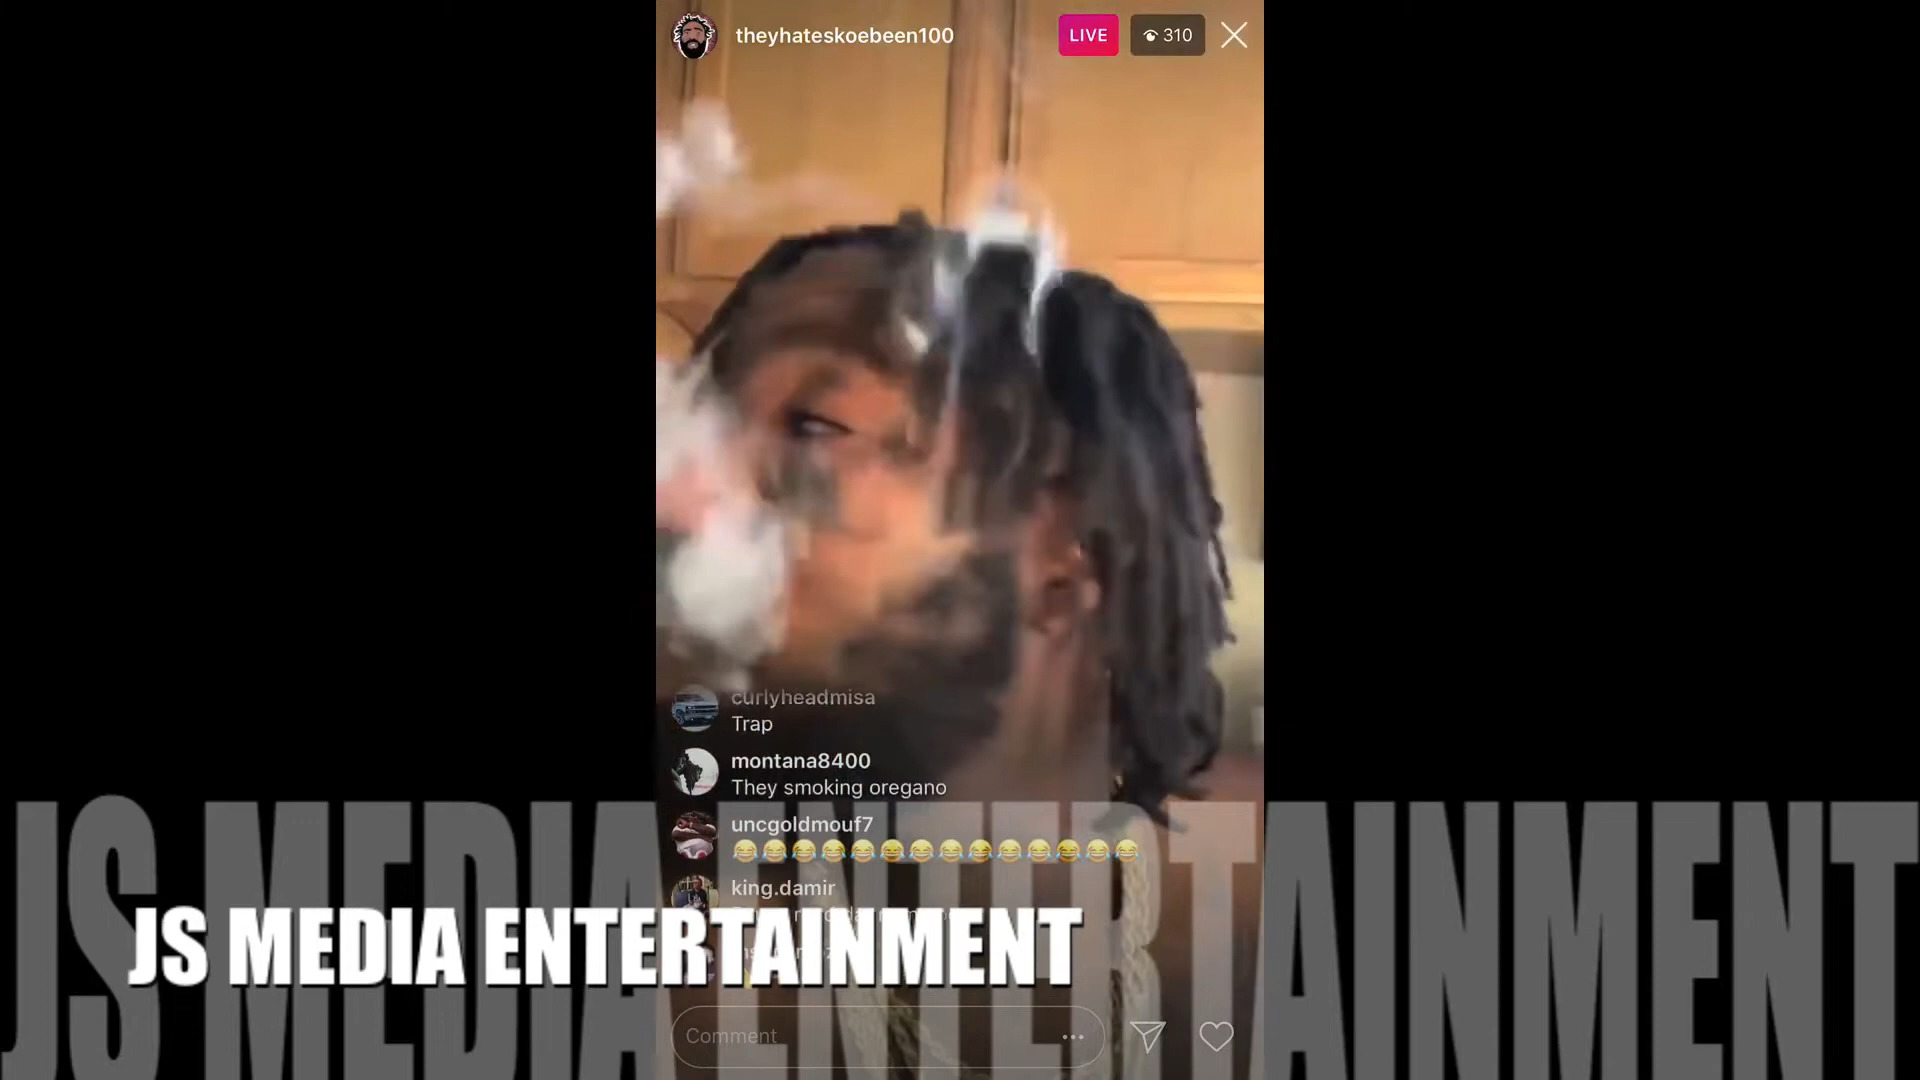 theyhateskoebeen100
LIVE
310
curlyheadmisa
Trap
montana8400
They smoking oregano
uncgoldmouf7
😂😂😂😂😂😂😂😂😂😂😂😂😂😂
king.damir
JS MEDIA ENTERTAINMENT
JS MEDIA ENTERTAINMENT
Comment